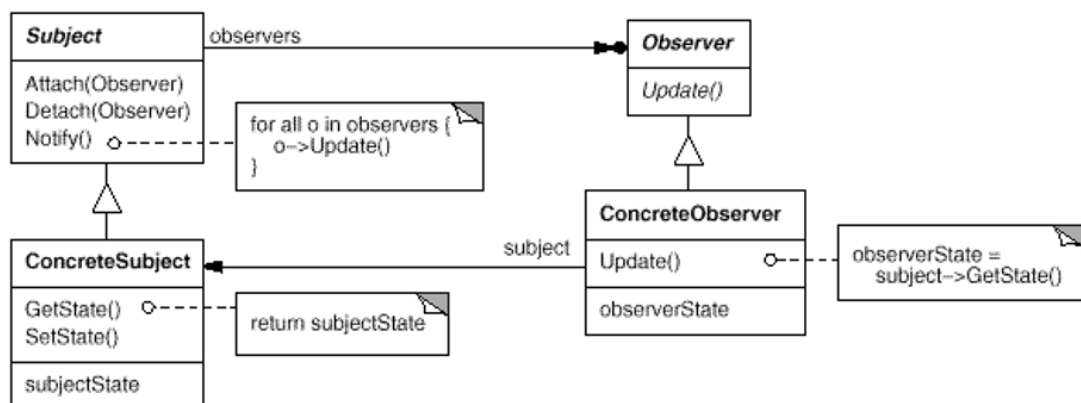 Subject
Attach(Observer)
Detach(Observer)
Notify()
observers
for all o in observers {
o->Update()
}
Observer
Update()
ConcreteSubject
GetState()
SetState()
subjectState
return subjectState
subject
ConcreteObserver
Update()
observerState
observerState =
subject->GetState()